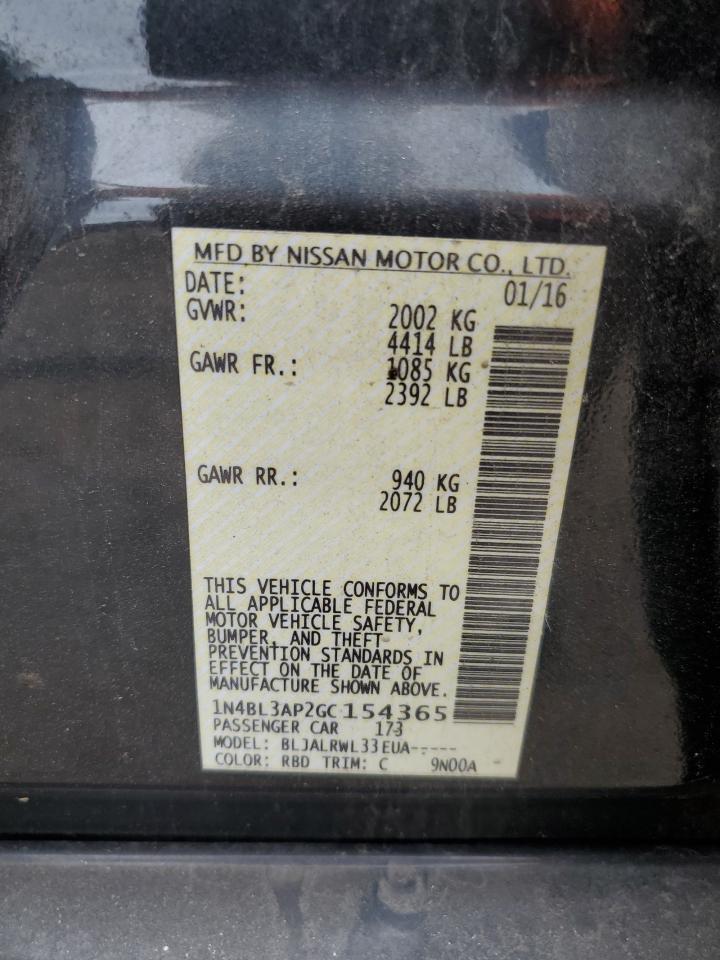 MFD BY NISSAN MOTOR CO., LTD.
DATE: 01/16
GVWR: 2002 KG
4414 LB
GAWR FR.: 1085 KG
2392 LB
GAWR RR.: 940 KG
2072 LB
THIS VEHICLE CONFORMS TO
ALL APPLICABLE FEDERAL
MOTOR VEHICLE SAFETY,
BUMPER, AND THEFT
PREVENTION STANDARDS IN
EFFECT ON THE DATE OF
MANUFACTURE SHOWN ABOVE.
1N4BL3AP2GC154365
PASSENGER CAR 173
MODEL: BLJALRWL33EUA-----
COLOR: RBD TRIM: C 9N00A